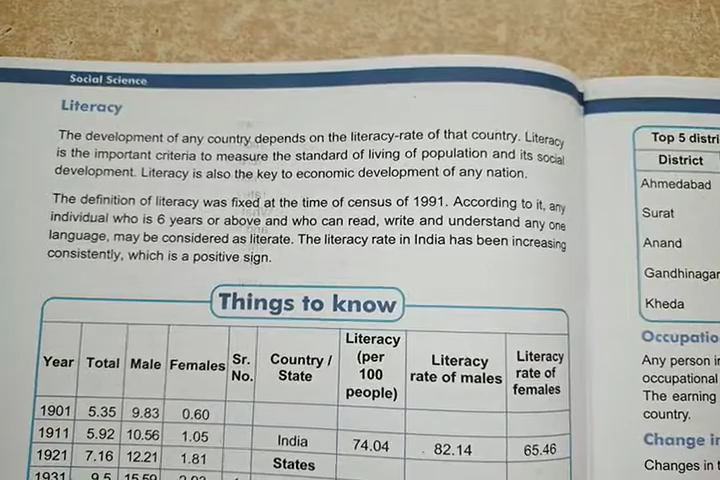 Social Science
Literacy
The development of any country depends on the literacy-rate of that country. Literacy
is the important criteria to measure the standard of living of population and its social
development. Literacy is also the key to economic development of any nation.
The definition of literacy was fixed at the time of census of 1991. According to it, any
individual who is 6 years or above and who can read, write and understand any one
language, may be considered as literate. The literacy rate in India has been increasing
consistently, which is a positive sign.
Things to know
Year Total Male Females Sr. No. Country / State Literacy (per 100 people) Literacy rate of males Literacy rate of females
1901 5.35 9.83 0.60
1911 5.92 10.56 1.05 India 74.04 82.14 65.46
1921 7.16 12.21 1.81 States
1931 9.5 15.59
Top 5
District
Ahmedabad
Surat
Anand
Gandhinagar
Kheda
Any person
occupational
The earning
country.
Change
Changes in